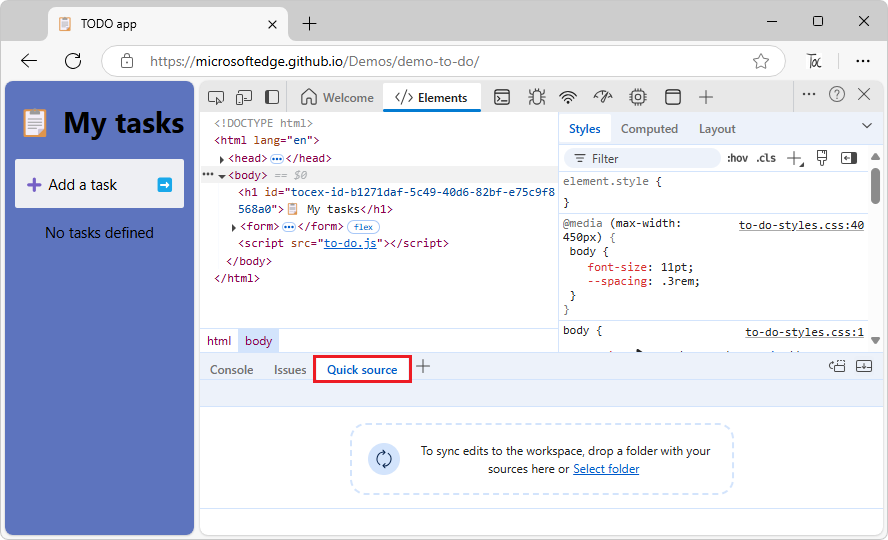 TODO app
https://microsoftedge.github.io/Demos/demo-to-do/
My tasks
Add a task
No tasks defined
Welcome
Elements
<!DOCTYPE html>
<html lang="en">
<head> </head>
<body> == $0
<h1 id="tocex-id-b1271daf-5c49-40d6-82bf-e75c9f8
568a0">📋 My tasks</h1>
<form> </form> flex
<script src="to-do.js"></script>
</body>
</html>
html body
Styles Computed Layout
Filter :hov .cls
element.style {
}
@media (max-width: to-do-styles.css:40
450px) {
body {
font-size: 11pt;
--spacing: .3rem;
}
}
body { to-do-styles.css:1
Console Issues Quick source
To sync edits to the workspace, drop a folder with your
sources here or Select folder